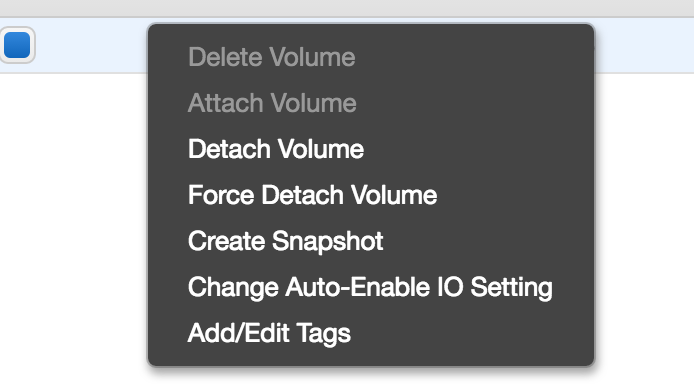 Delete Volume
Attach Volume
Detach Volume
Force Detach Volume
Create Snapshot
Change Auto-Enable IO Setting
Add/Edit Tags